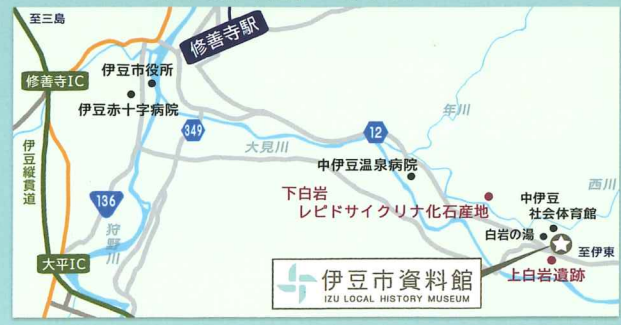 至三島
修善寺駅
伊豆市役所
修善寺IC
伊豆赤十字病院
349
12
年川
大見川
伊豆縦貫道
中伊豆温泉病院
西川
下白岩
レピドサイクリナ化石産地
136
狩野川
中伊豆
社会体育館
白岩の湯
至伊東
大平IC
上白岩遺跡
伊豆市資料館
IZU LOCAL HISTORY MUSEUM